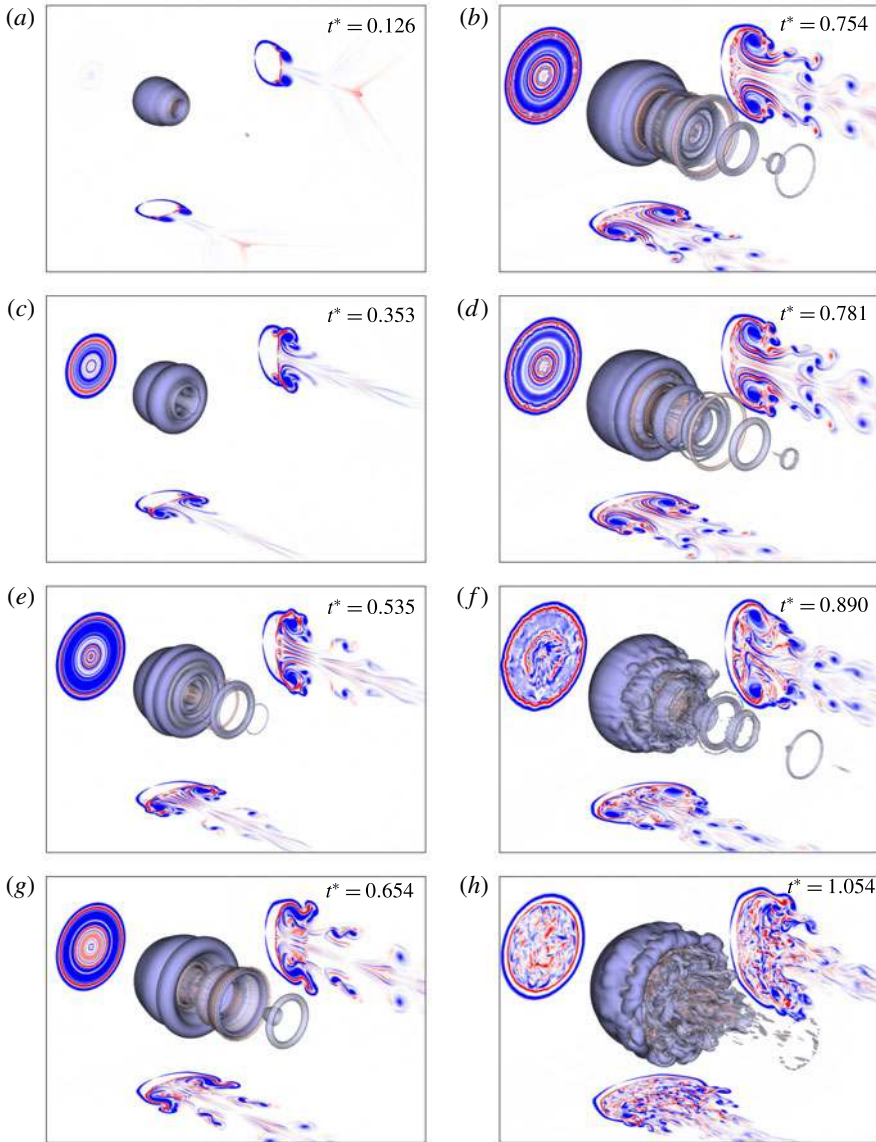 (a) t* = 0.126
(b) t* = 0.754
(c) t* = 0.353
(d) t* = 0.781
(e) t* = 0.535
(f) t* = 0.890
(g) t* = 0.654
(h) t* = 1.054